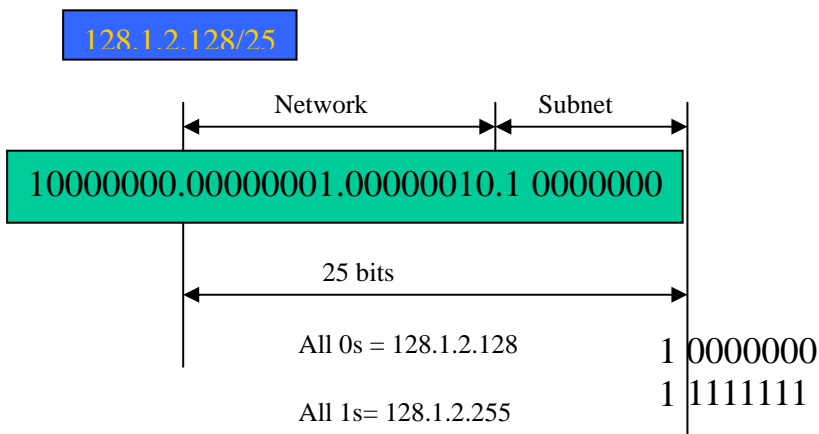 128.1.2.128/25
Network Subnet
10000000.00000001.00000010.1 0000000
25 bits
All 0s = 128.1.2.128
1 0000000
1 1111111
All 1s= 128.1.2.255